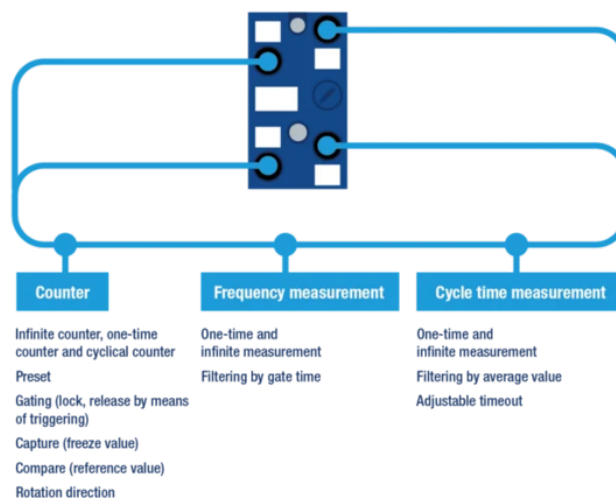 Counter
Infinite counter, one-time
counter and cyclical counter
Preset
Gating (lock, release by means
of triggering)
Capture (freeze value)
Compare (reference value)
Rotation direction
Frequency measurement
One-time and
infinite measurement
Filtering by gate time
Cycle time measurement
One-time and
infinite measurement
Filtering by average value
Adjustable timeout